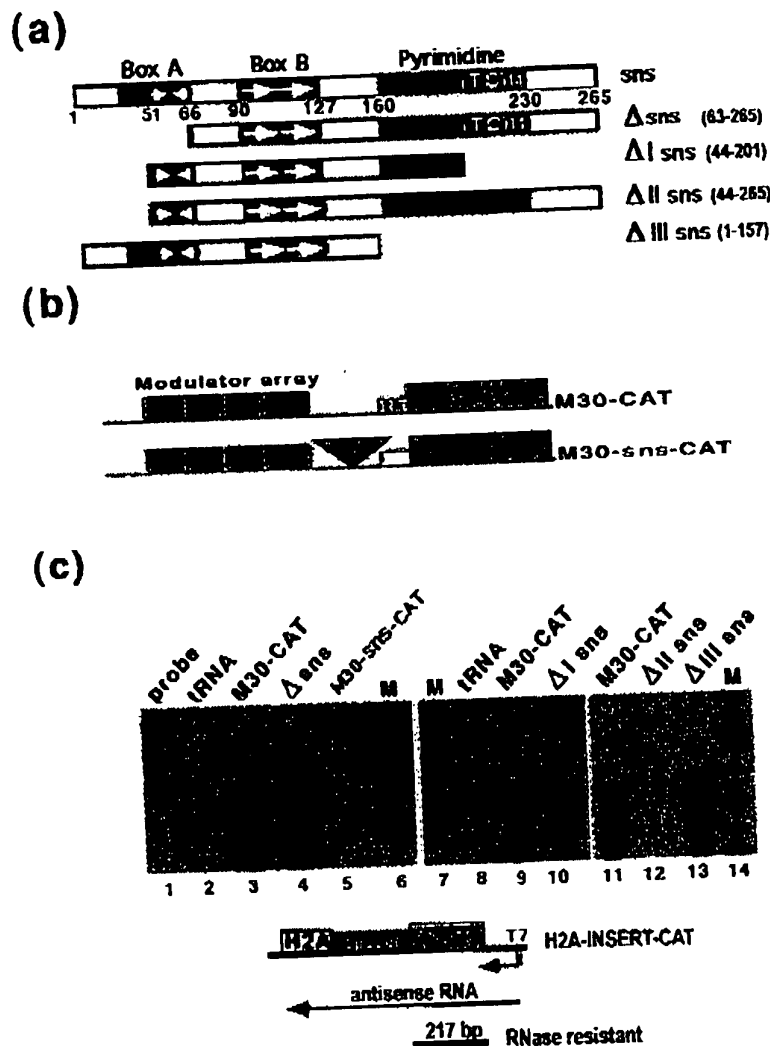 (a)
Box A Box B Pyrimidine
sns
1 51 66 90 127 160 230 265
Δsns (63-265)
ΔI sns (44-201)
ΔII sns (44-265)
ΔIII sns (1-157)
(b)
Modulator array
M30-CAT
M30-sns-CAT
(c)
probe tRNA M30-CAT Δ sns M30-sns-CAT M M tRNA M30-CAT ΔI sns M30-CAT ΔII sns ΔIII sns M
1 2 3 4 5 6 7 8 9 10 11 12 13 14
H2A T7 H2A-INSERT-CAT
antisense RNA
217 bp RNase resistant